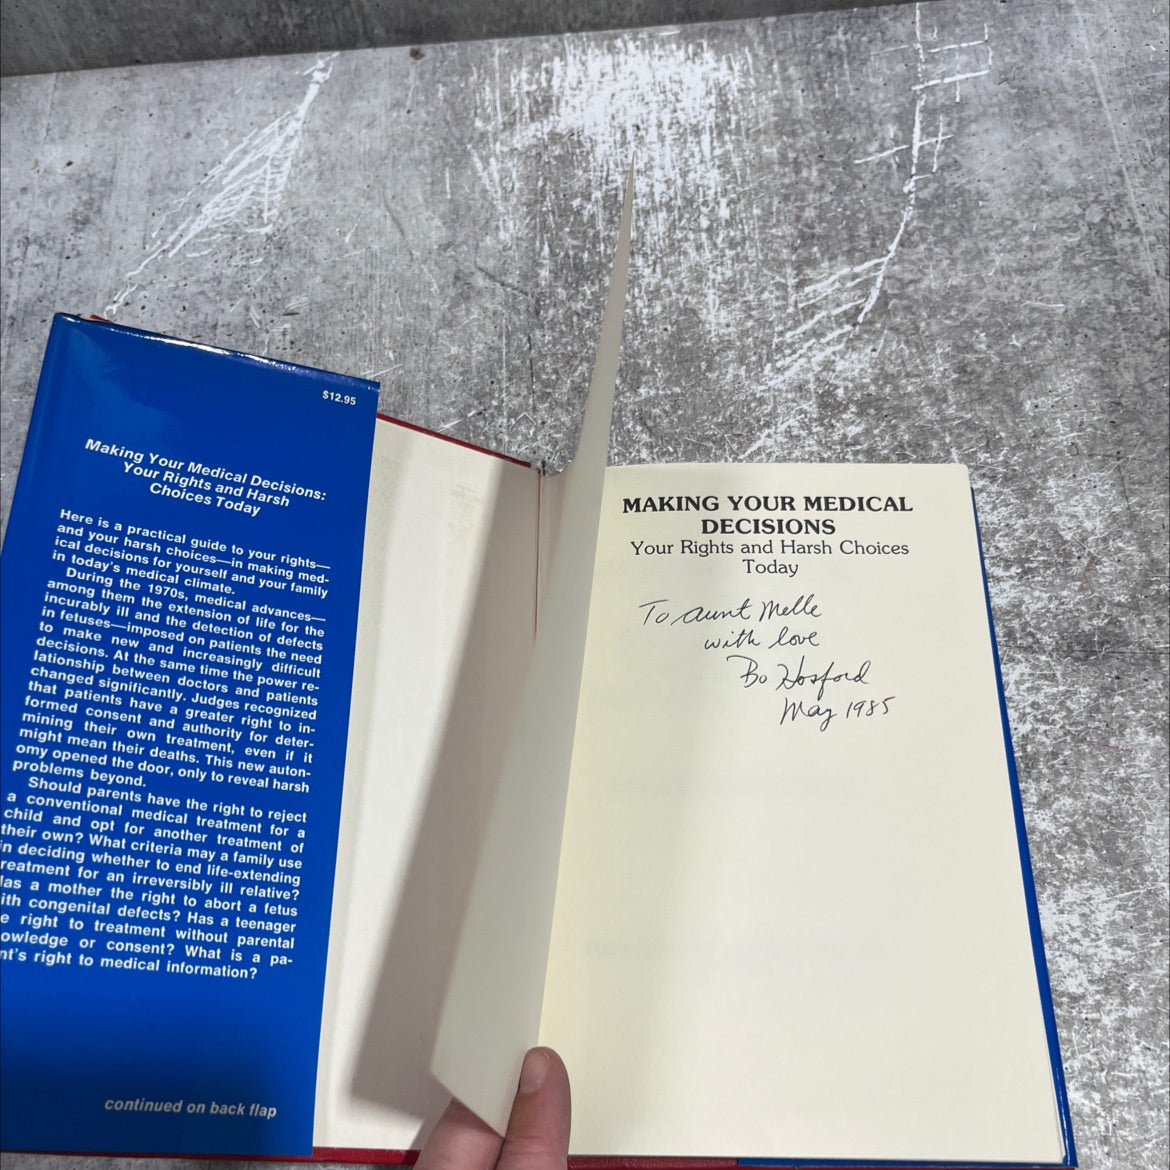 $12.95
Making Your Medical Decisions:
Your Rights and Harsh
Choices Today
Here is a practical guide to your rights—
and your harsh choices—in making med-
ical decisions for yourself and your family
in today's medical climate.
During the 1970s, medical advances—
among them the extension of life for the
incurably ill and the detection of defects
in fetuses—imposed on patients the need
to make new and increasingly difficult
decisions. At the same time the power re-
lationship between doctors and patients
changed significantly. Judges recognized
that patients have a greater right to in-
formed consent and authority for deter-
mining their own treatment, even if it
might mean their deaths. This new auton-
omy opened the door, only to reveal harsh
problems beyond.
Should parents have the right to reject
a conventional medical treatment for a
child and opt for another treatment of
their own? What criteria may a family use
in deciding whether to end life-extending
reatment for an irreversibly ill relative?
las a mother the right to abort a fetus
ith congenital defects? Has a teenager
e right to treatment without parental
owledge or consent? What is a pa-
nt's right to medical information?
continued on back flap
MAKING YOUR MEDICAL
DECISIONS
Your Rights and Harsh Choices
Today
To Aunt Melle
with love
Bo Hosford
May 1985